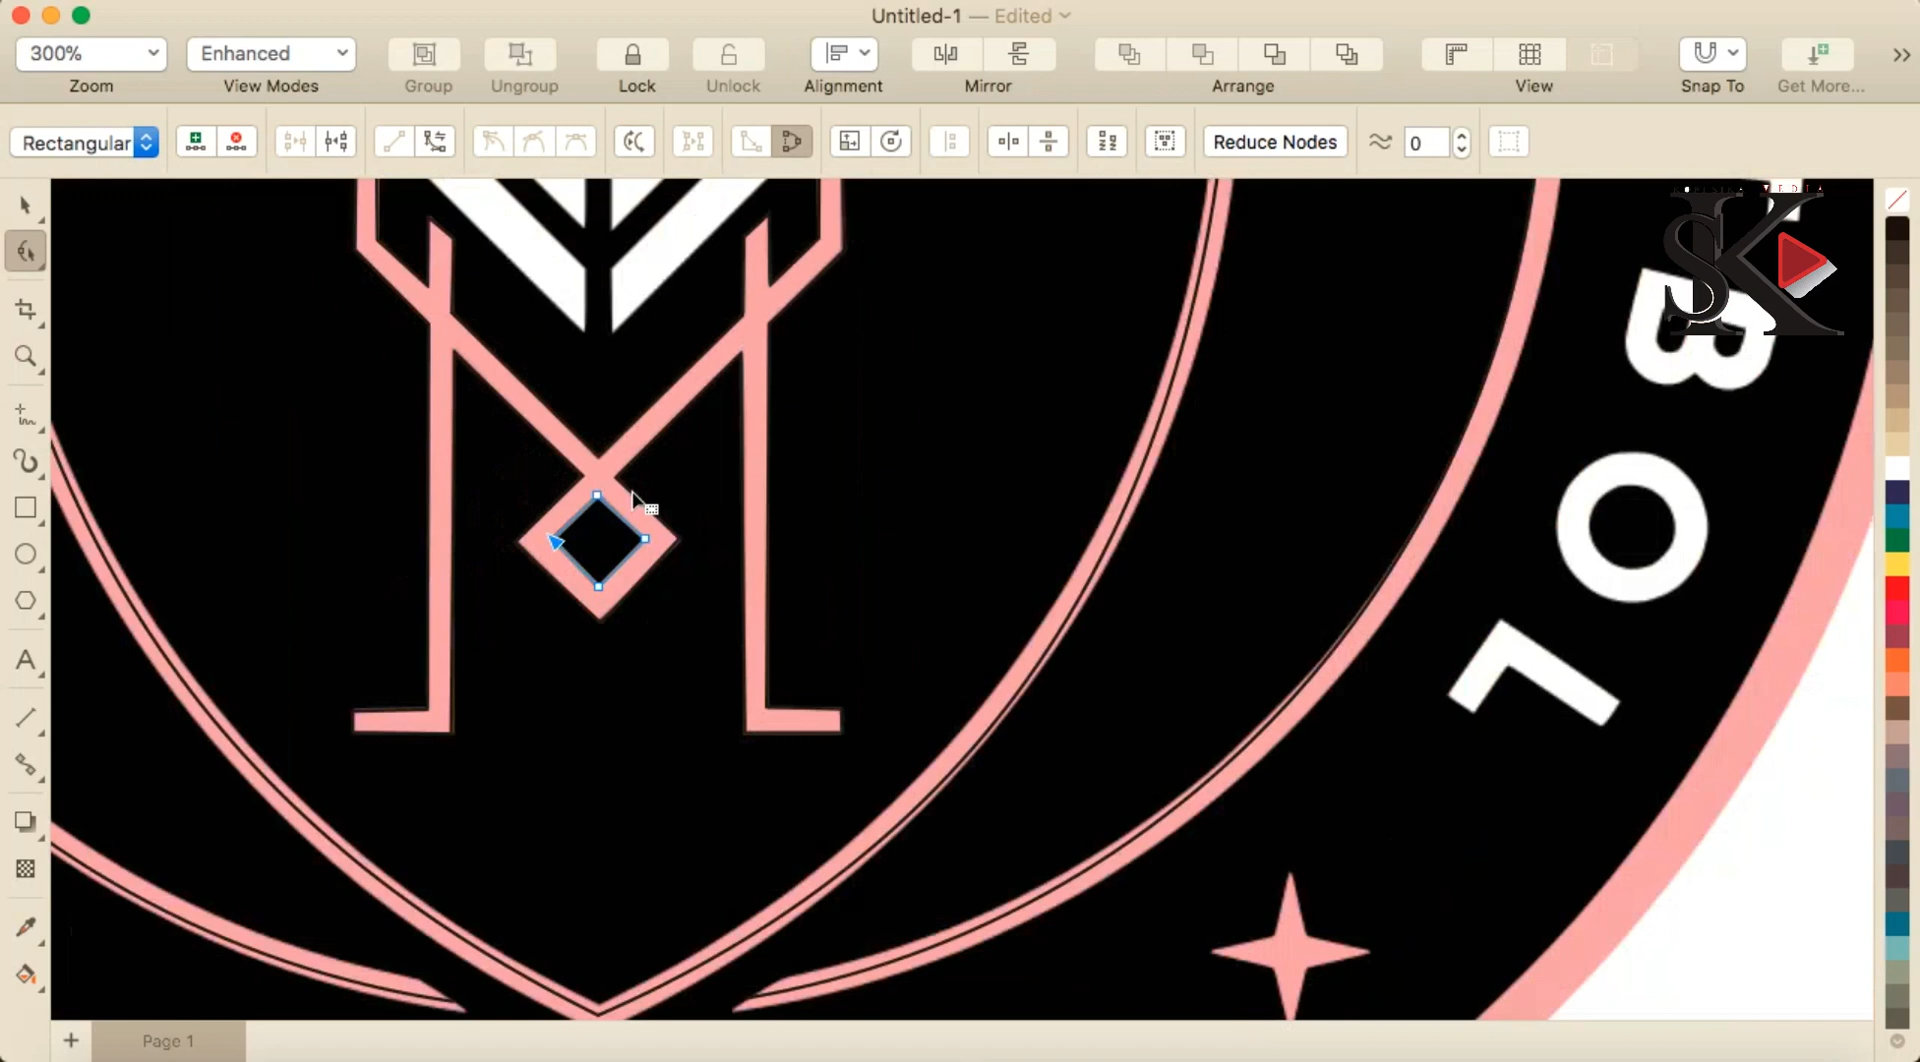 Untitled-1 — Edited
300%
Enhanced
Zoom
View Modes
Group
Ungroup
Lock
Unlock
Alignment
Mirror
Arrange
View
Snap To
Get More...
Rectangular
Reduce Nodes
0
SK
B
O
L
M
A
Page 1